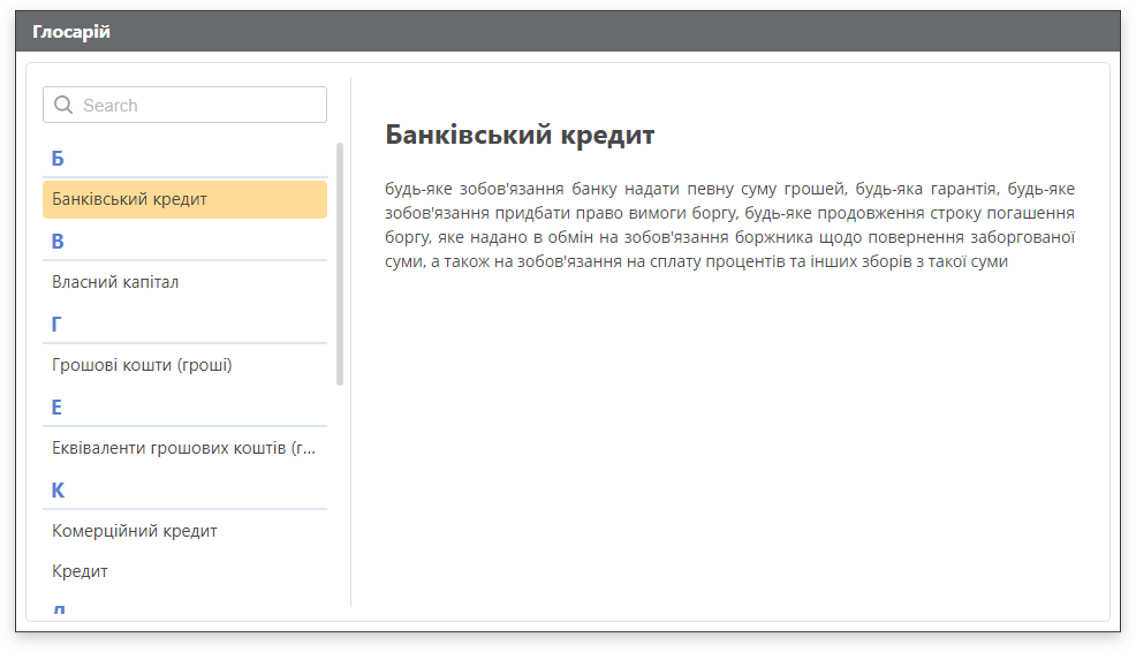 Глосарій
Search
Б
Банківський кредит
В
Власний капітал
Г
Грошові кошти (гроші)
Е
Еквіваленти грошових коштів (г...
К
Комерційний кредит
Кредит
Банківський кредит
будь-яке зобов'язання банку надати певну суму грошей, будь-яка гарантія, будь-яке
зобов'язання придбати право вимоги боргу, будь-яке продовження строку погашення
боргу, яке надано в обмін на зобов'язання боржника щодо повернення заборгованої
суми, а також на зобов'язання на сплату процентів та інших зборів з такої суми